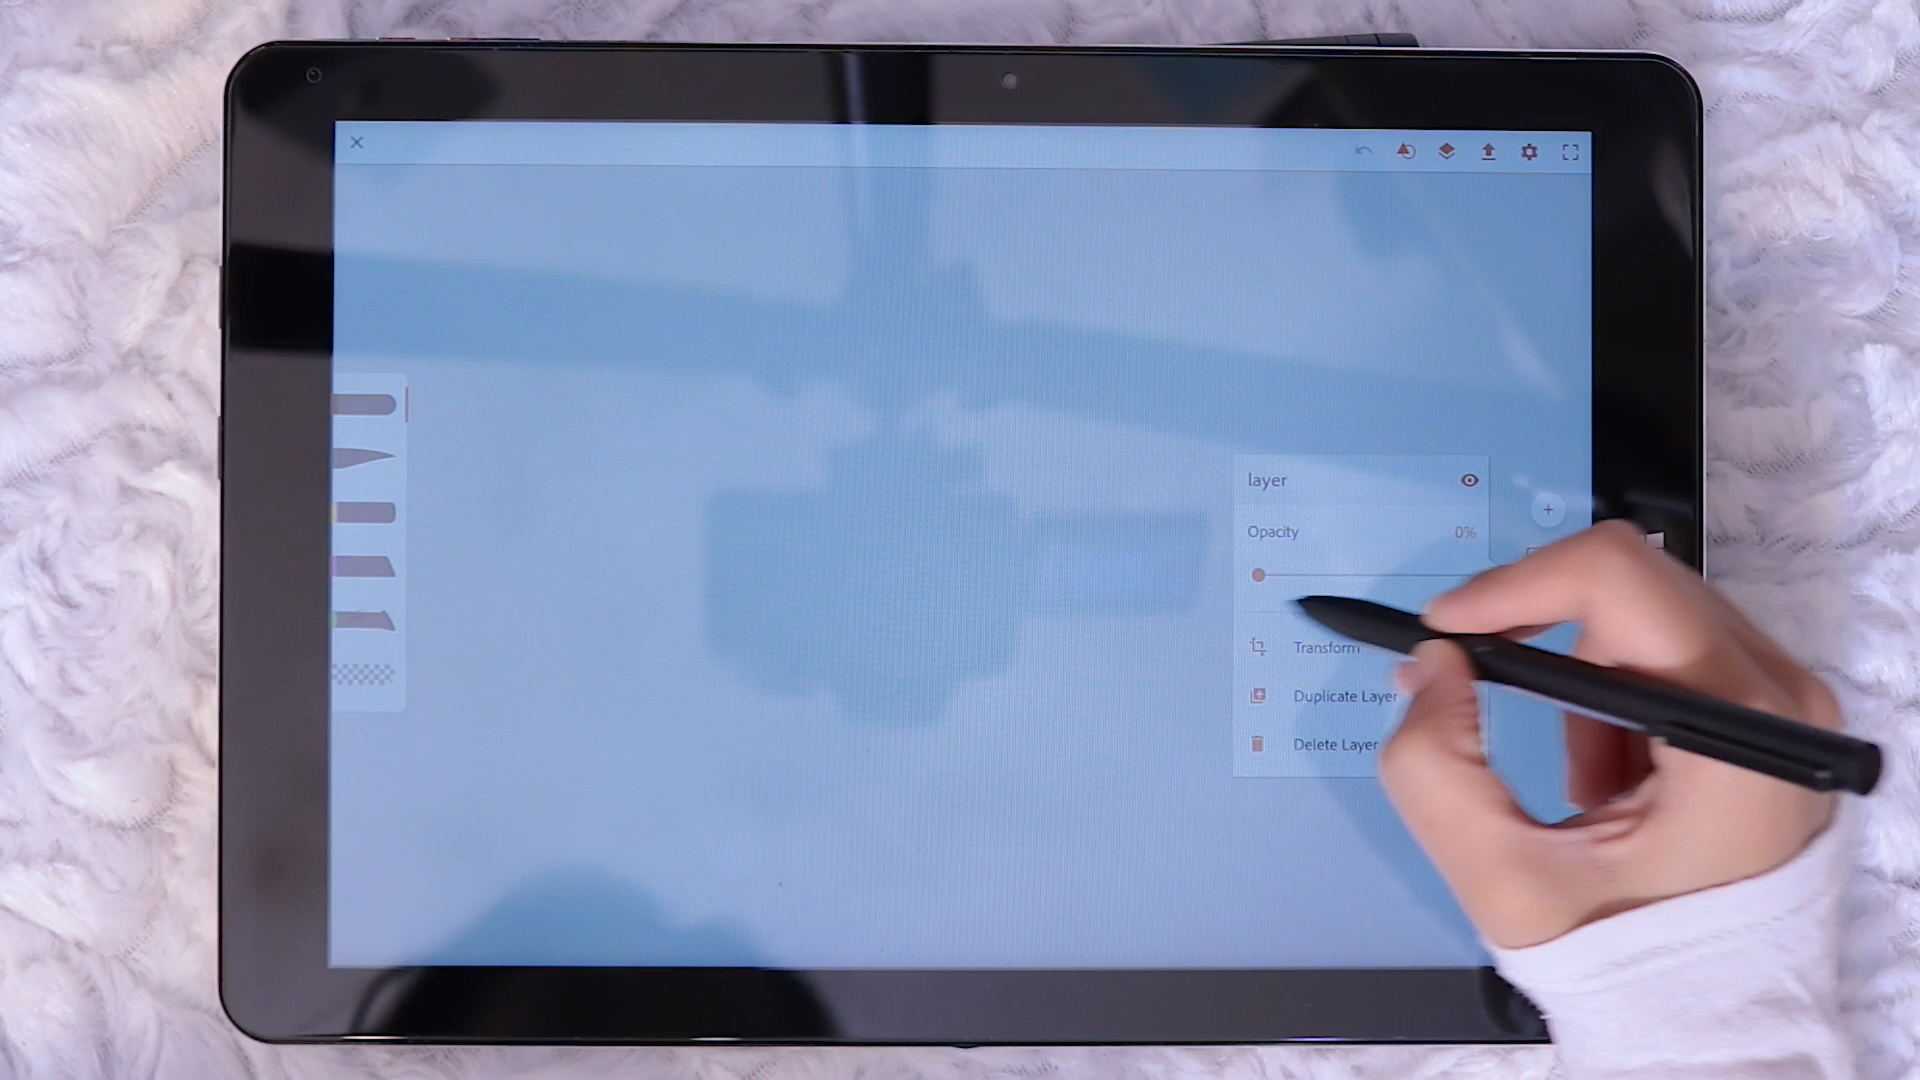 layer
Opacity 0%
Transform
Duplicate Layer
Delete Layer